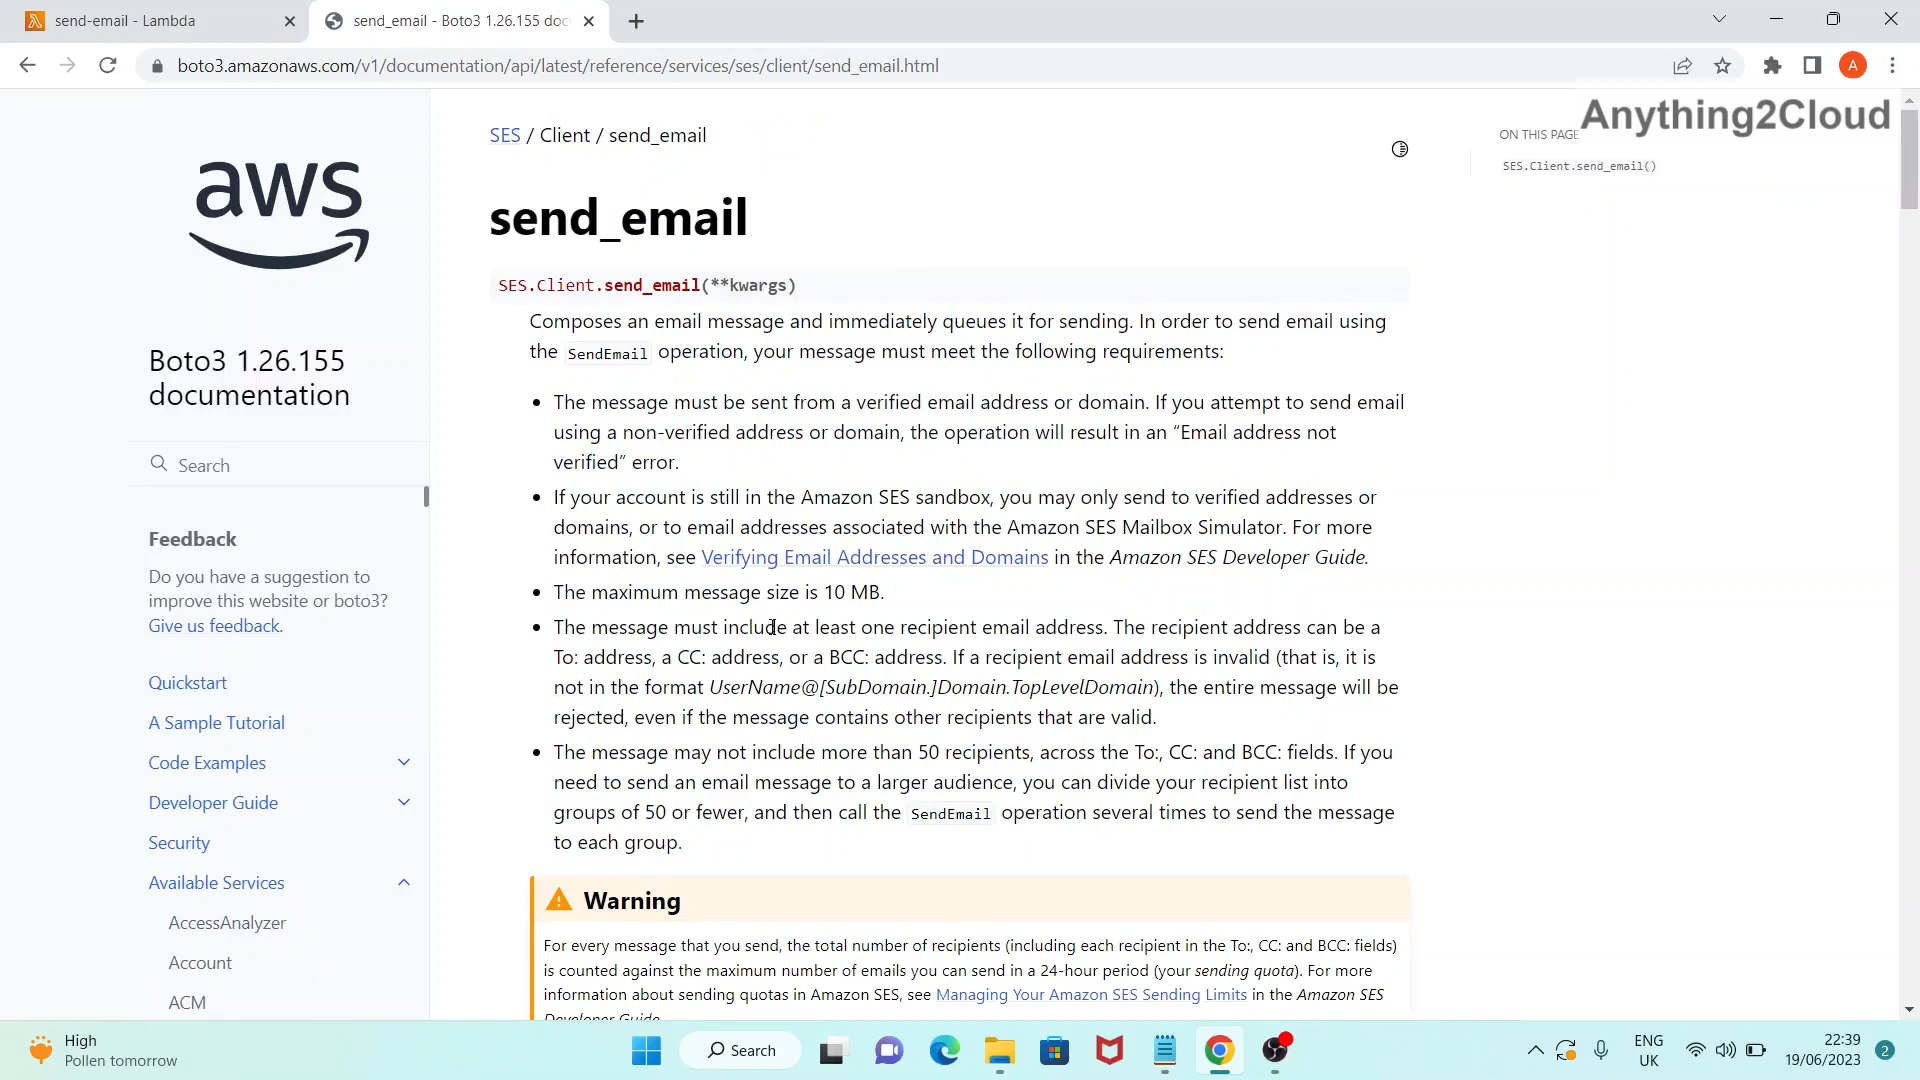 send-email - Lambda
send_email - Boto3 1.26.155 doc
boto3.amazonaws.com/v1/documentation/api/latest/reference/services/ses/client/send_email.html
A
Anything2Cloud
aws
Boto3 1.26.155
documentation
Search
Feedback
Do you have a suggestion to
improve this website or boto3?
Give us feedback.
Quickstart
A Sample Tutorial
Code Examples
Developer Guide
Security
Available Services
AccessAnalyzer
Account
ACM
SES / Client / send_email
send_email
SES.Client.send_email(**kwargs)
Composes an email message and immediately queues it for sending. In order to send email using
the SendEmail operation, your message must meet the following requirements:
• The message must be sent from a verified email address or domain. If you attempt to send email
using a non-verified address or domain, the operation will result in an “Email address not
verified” error.
• If your account is still in the Amazon SES sandbox, you may only send to verified addresses or
domains, or to email addresses associated with the Amazon SES Mailbox Simulator. For more
information, see Verifying Email Addresses and Domains in the Amazon SES Developer Guide.
• The maximum message size is 10 MB.
• The message must include at least one recipient email address. The recipient address can be a
To: address, a CC: address, or a BCC: address. If a recipient email address is invalid (that is, it is
not in the format UserName@[SubDomain.]Domain.TopLevelDomain), the entire message will be
rejected, even if the message contains other recipients that are valid.
• The message may not include more than 50 recipients, across the To:, CC: and BCC: fields. If you
need to send an email message to a larger audience, you can divide your recipient list into
groups of 50 or fewer, and then call the SendEmail operation several times to send the message
to each group.
Warning
For every message that you send, the total number of recipients (including each recipient in the To:, CC: and BCC: fields)
is counted against the maximum number of emails you can send in a 24-hour period (your sending quota). For more
information about sending quotas in Amazon SES, see Managing Your Amazon SES Sending Limits in the Amazon SES
Developer Guide.
ON THIS PAGE
SES.Client.send_email()
High
Pollen tomorrow
Search
ENG
UK
22:39
19/06/2023
2